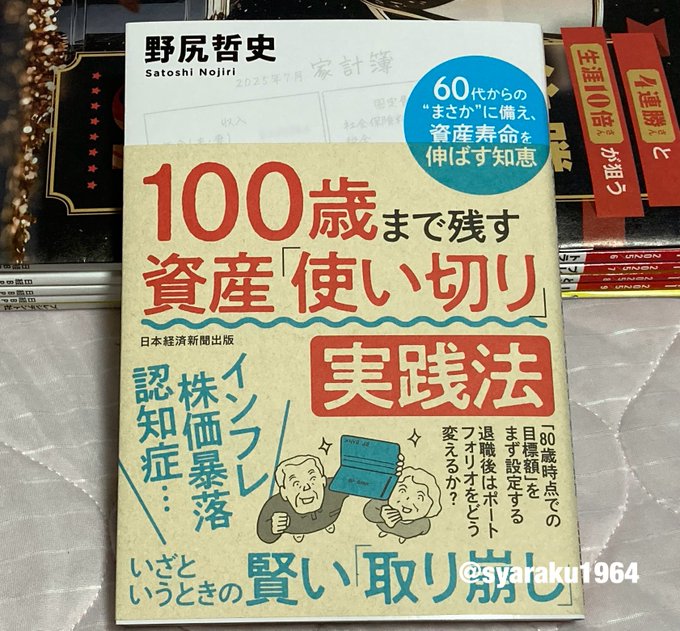 野尻哲史
Satoshi Nojiri
2025年7月 家計簿
収入
60代からの
“まさか”に備え、
資産寿命を
伸ばす知恵
100歳まで残す
資産「使い切り」
実践法
日本経済新聞出版
インフレ
株価暴落
認知症…
「80歳時点での
目標額」を
まず設定する
退職後はポート
フォリオをどう
変えるか?
いざと
いうときの
賢い「取り崩し」
4連勝さんと
生涯10倍さんが狙う
@syaraku1964